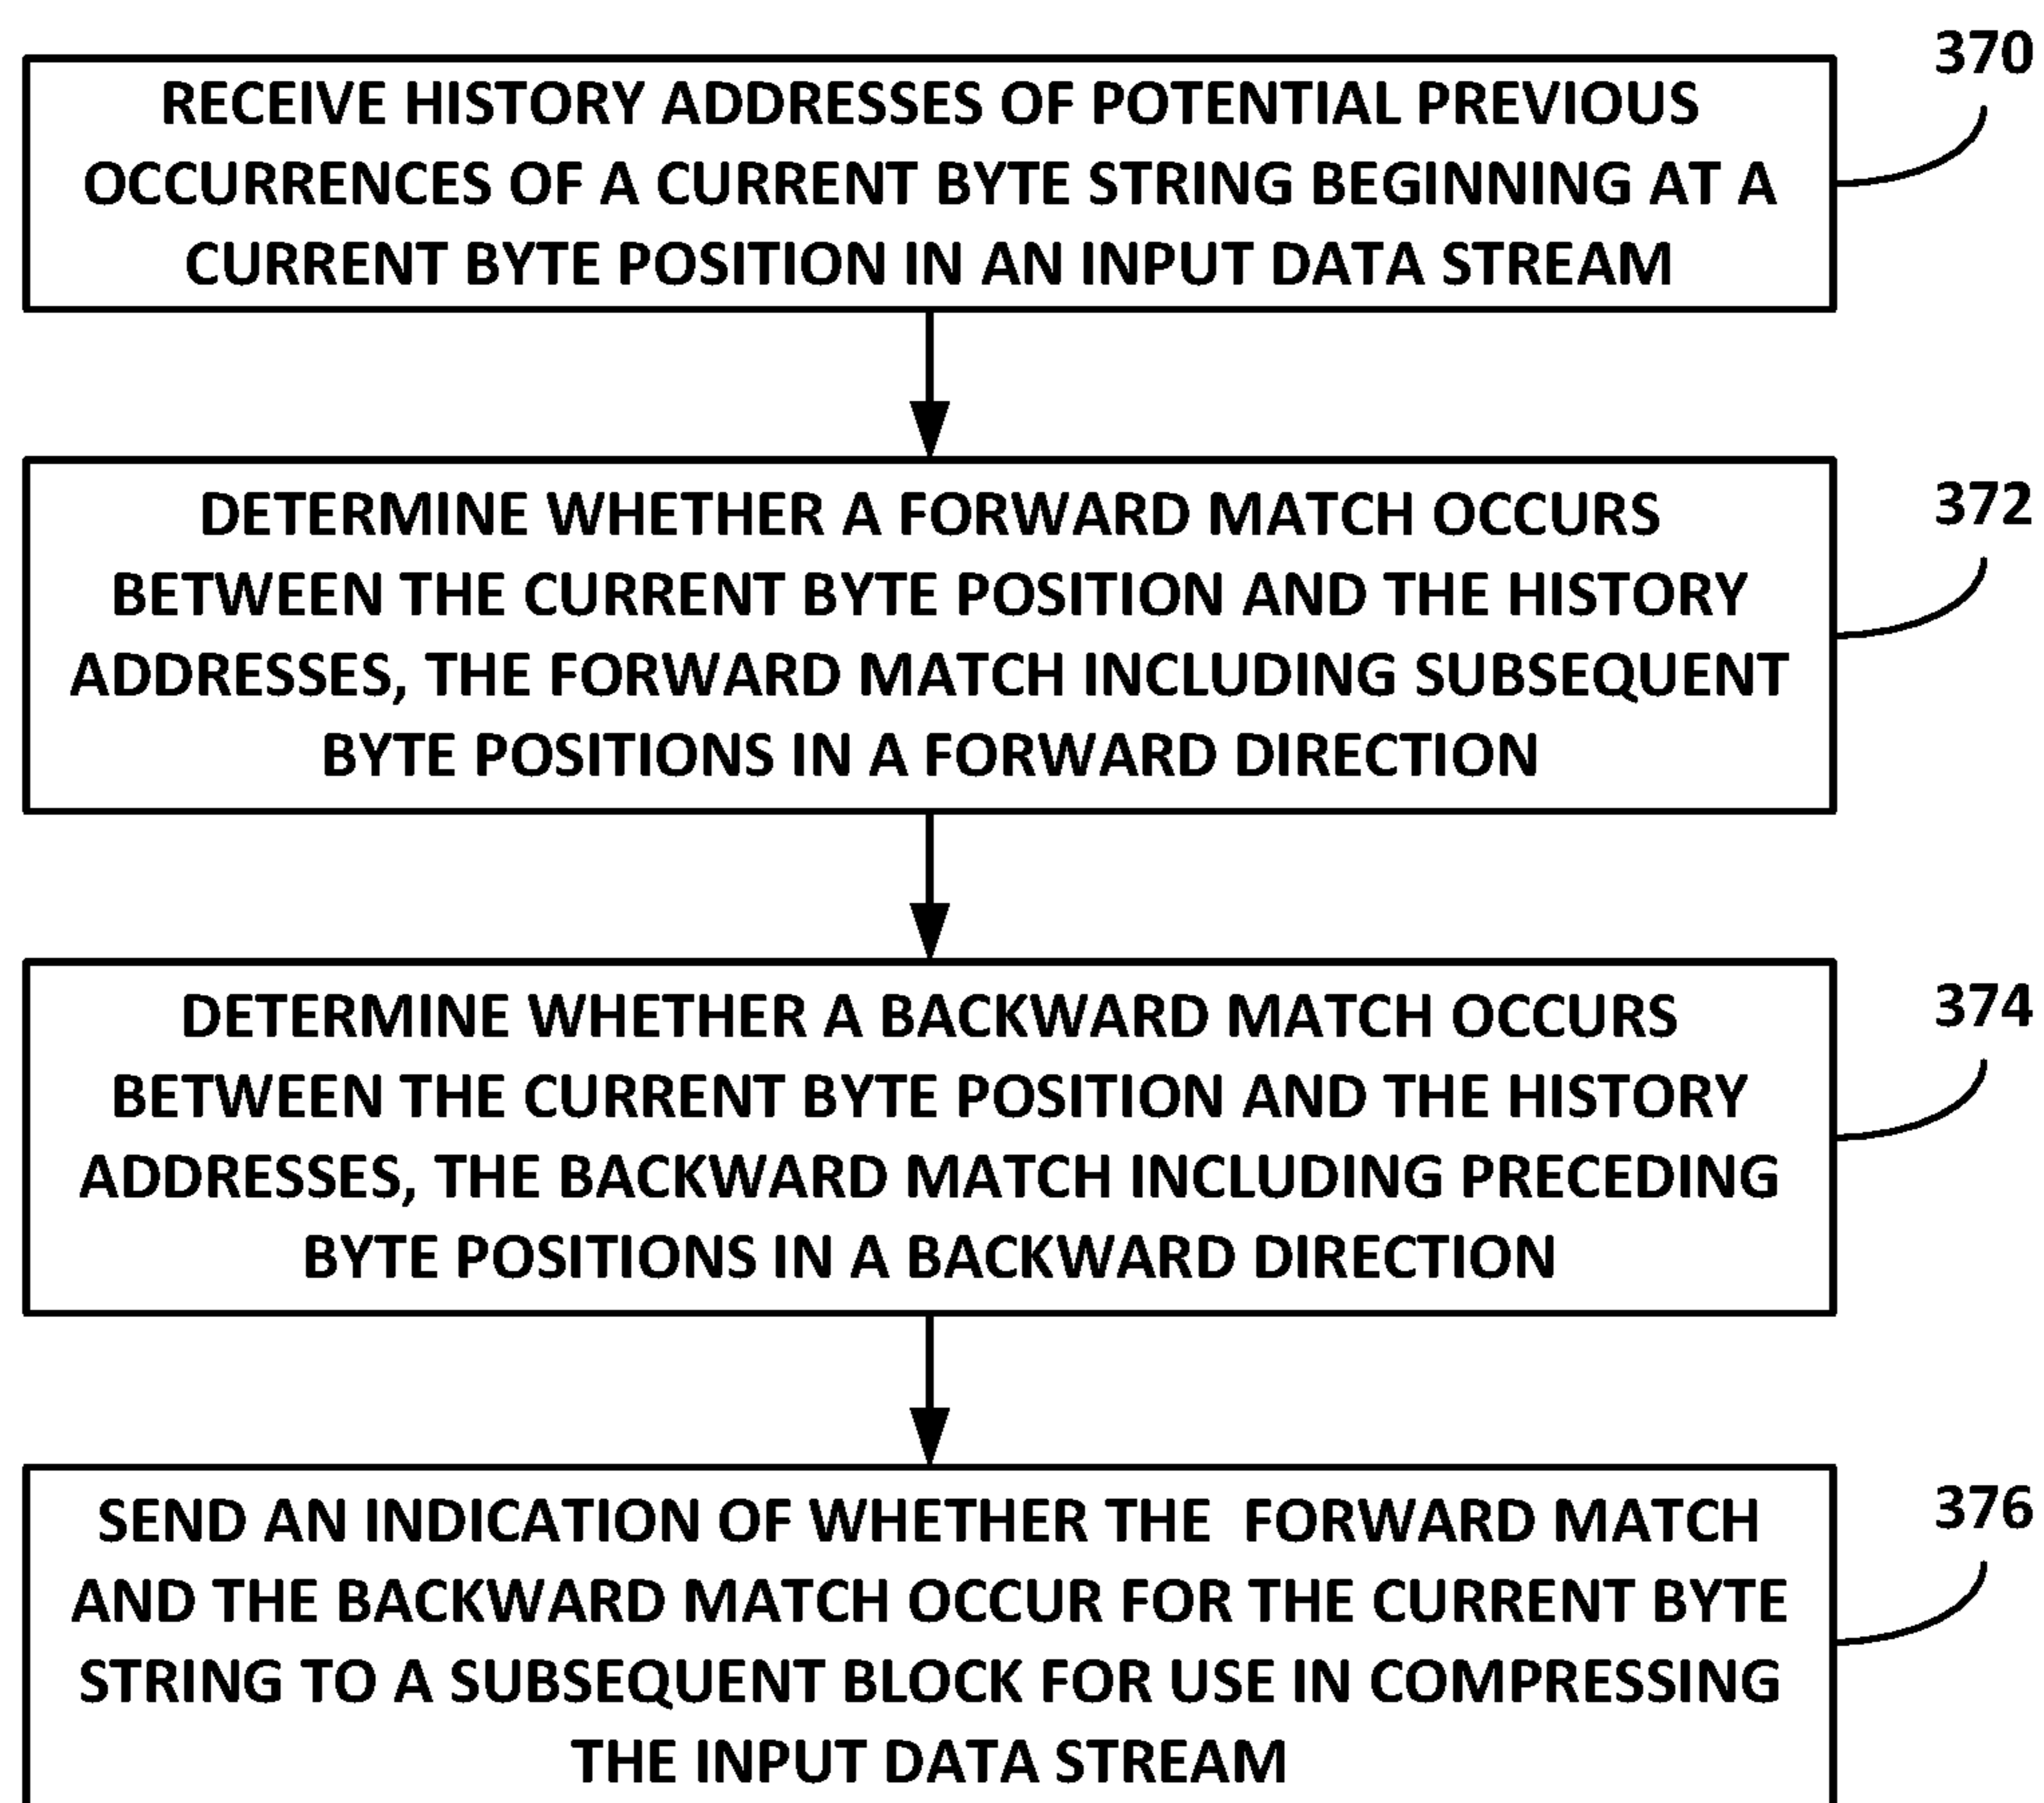 370
RECEIVE HISTORY ADDRESSES OF POTENTIAL PREVIOUS
OCCURRENCES OF A CURRENT BYTE STRING BEGINNING AT A
CURRENT BYTE POSITION IN AN INPUT DATA STREAM
372
DETERMINE WHETHER A FORWARD MATCH OCCURS
BETWEEN THE CURRENT BYTE POSITION AND THE HISTORY
ADDRESSES, THE FORWARD MATCH INCLUDING SUBSEQUENT
BYTE POSITIONS IN A FORWARD DIRECTION
374
DETERMINE WHETHER A BACKWARD MATCH OCCURS
BETWEEN THE CURRENT BYTE POSITION AND THE HISTORY
ADDRESSES, THE BACKWARD MATCH INCLUDING PRECEDING
BYTE POSITIONS IN A BACKWARD DIRECTION
376
SEND AN INDICATION OF WHETHER THE  FORWARD MATCH
AND THE BACKWARD MATCH OCCUR FOR THE CURRENT BYTE
STRING TO A SUBSEQUENT BLOCK FOR USE IN COMPRESSING
THE INPUT DATA STREAM